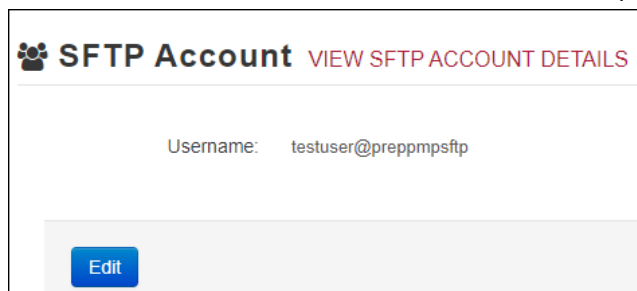 SFTP Account VIEW SFTP ACCOUNT DETAILS
Username: testuser@preppmpsftp
Edit